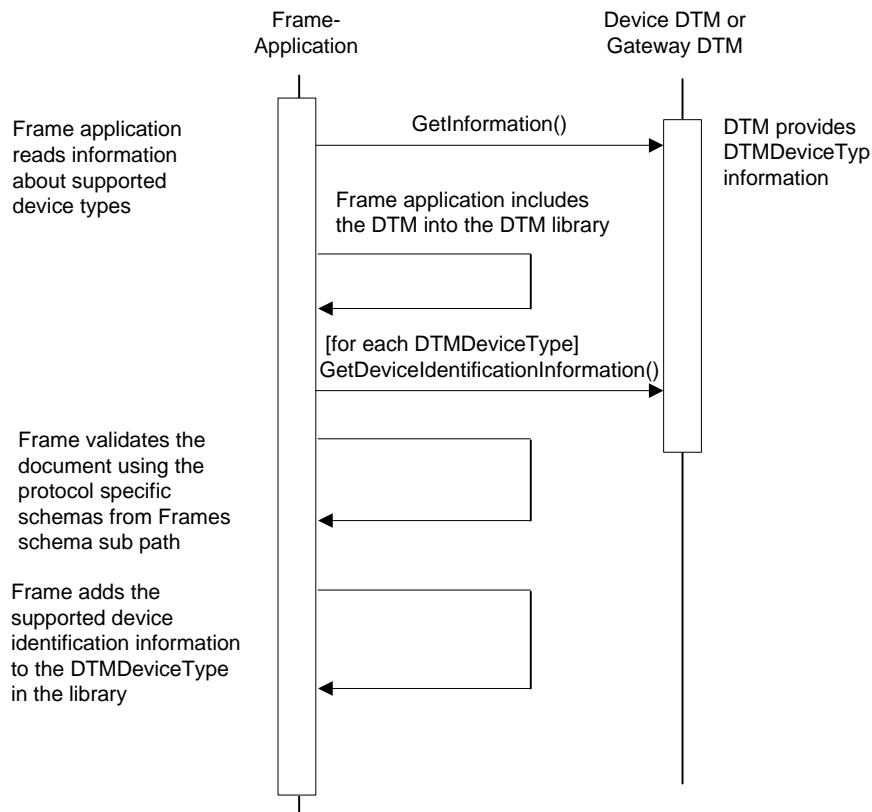 Frame-
Application
Device DTM or
Gateway DTM
Frame application
reads information
about supported
device types
GetInformation()
DTM provides
DTMDeviceTyp
information
Frame application includes
the DTM into the DTM library
[for each DTMDeviceType]
GetDeviceIdentificationInformation()
Frame validates the
document using the
protocol specific
schemas from Frames
schema sub path
Frame adds the
supported device
identification information
to the DTMDeviceType
in the library